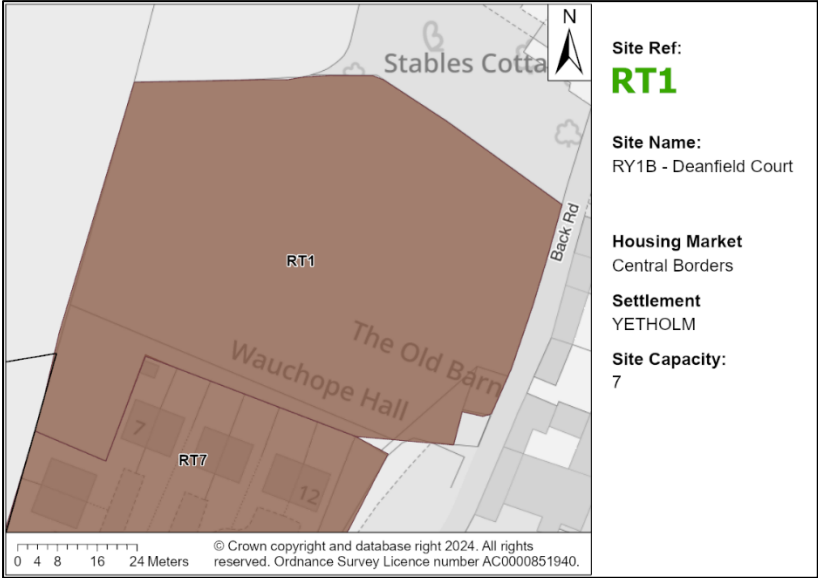 N
Stables Cotta
Back Rd
RT1
The Old Barn
Wauchope Hall
7
RT7
12
0 4 8 16 24 Meters
© Crown copyright and database right 2024. All rights
reserved. Ordnance Survey Licence number AC0000851940.
Site Ref:
RT1
Site Name:
RY1B - Deanfield Court
Housing Market
Central Borders
Settlement
YETHOLM
Site Capacity:
7